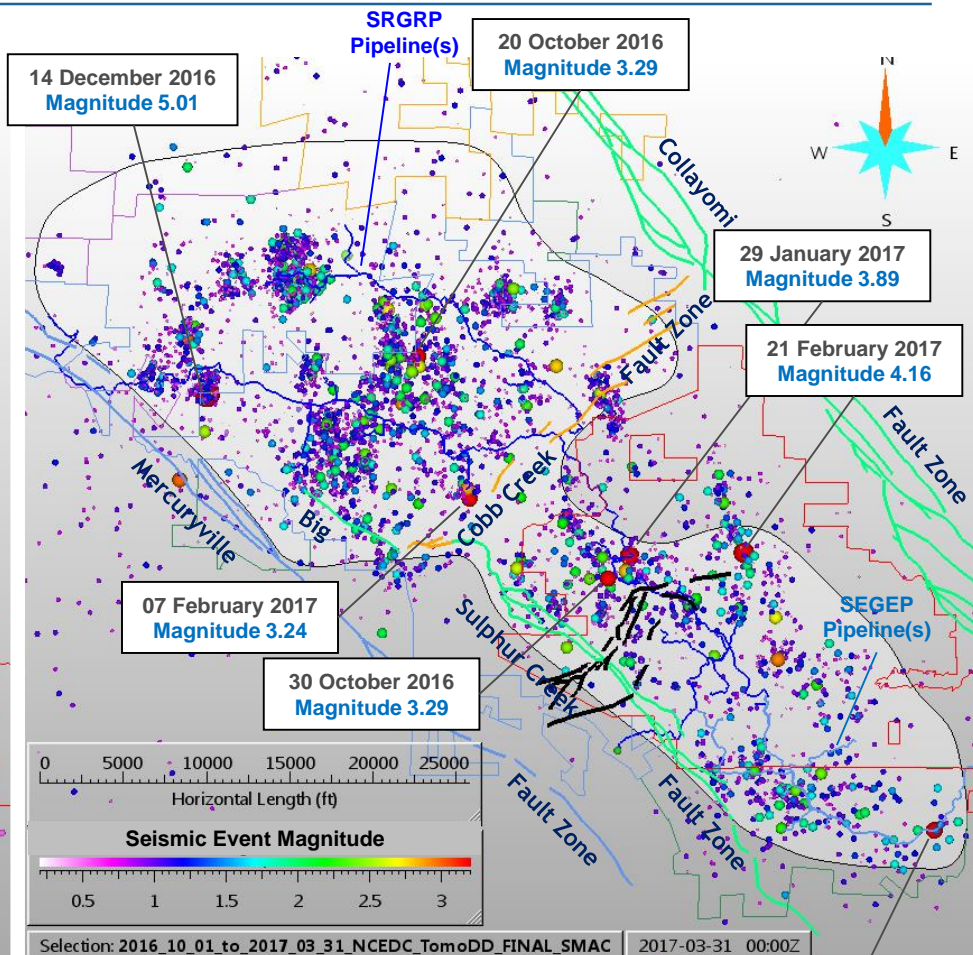 SRGRP
Pipeline(s)
20 October 2016
Magnitude 3.29
14 December 2016
Magnitude 5.01
N
W
E
S
Collayomi
29 January 2017
Magnitude 3.89
Fault Zone
21 February 2017
Magnitude 4.16
Fault Zone
Mercuryville
Big
Cobb Creek
07 February 2017
Magnitude 3.24
SEGEP
Pipeline(s)
Sulphur Creek
30 October 2016
Magnitude 3.29
Fault Zone
Fault Zone
0 5000 10000 15000 20000 25000
Horizontal Length (ft)
Seismic Event Magnitude
0.5 1 1.5 2 2.5 3
Selection: 2016_10_01_to_2017_03_31_NCEDC_TomoDD_FINAL_SMAC
2017-03-31 00:00Z